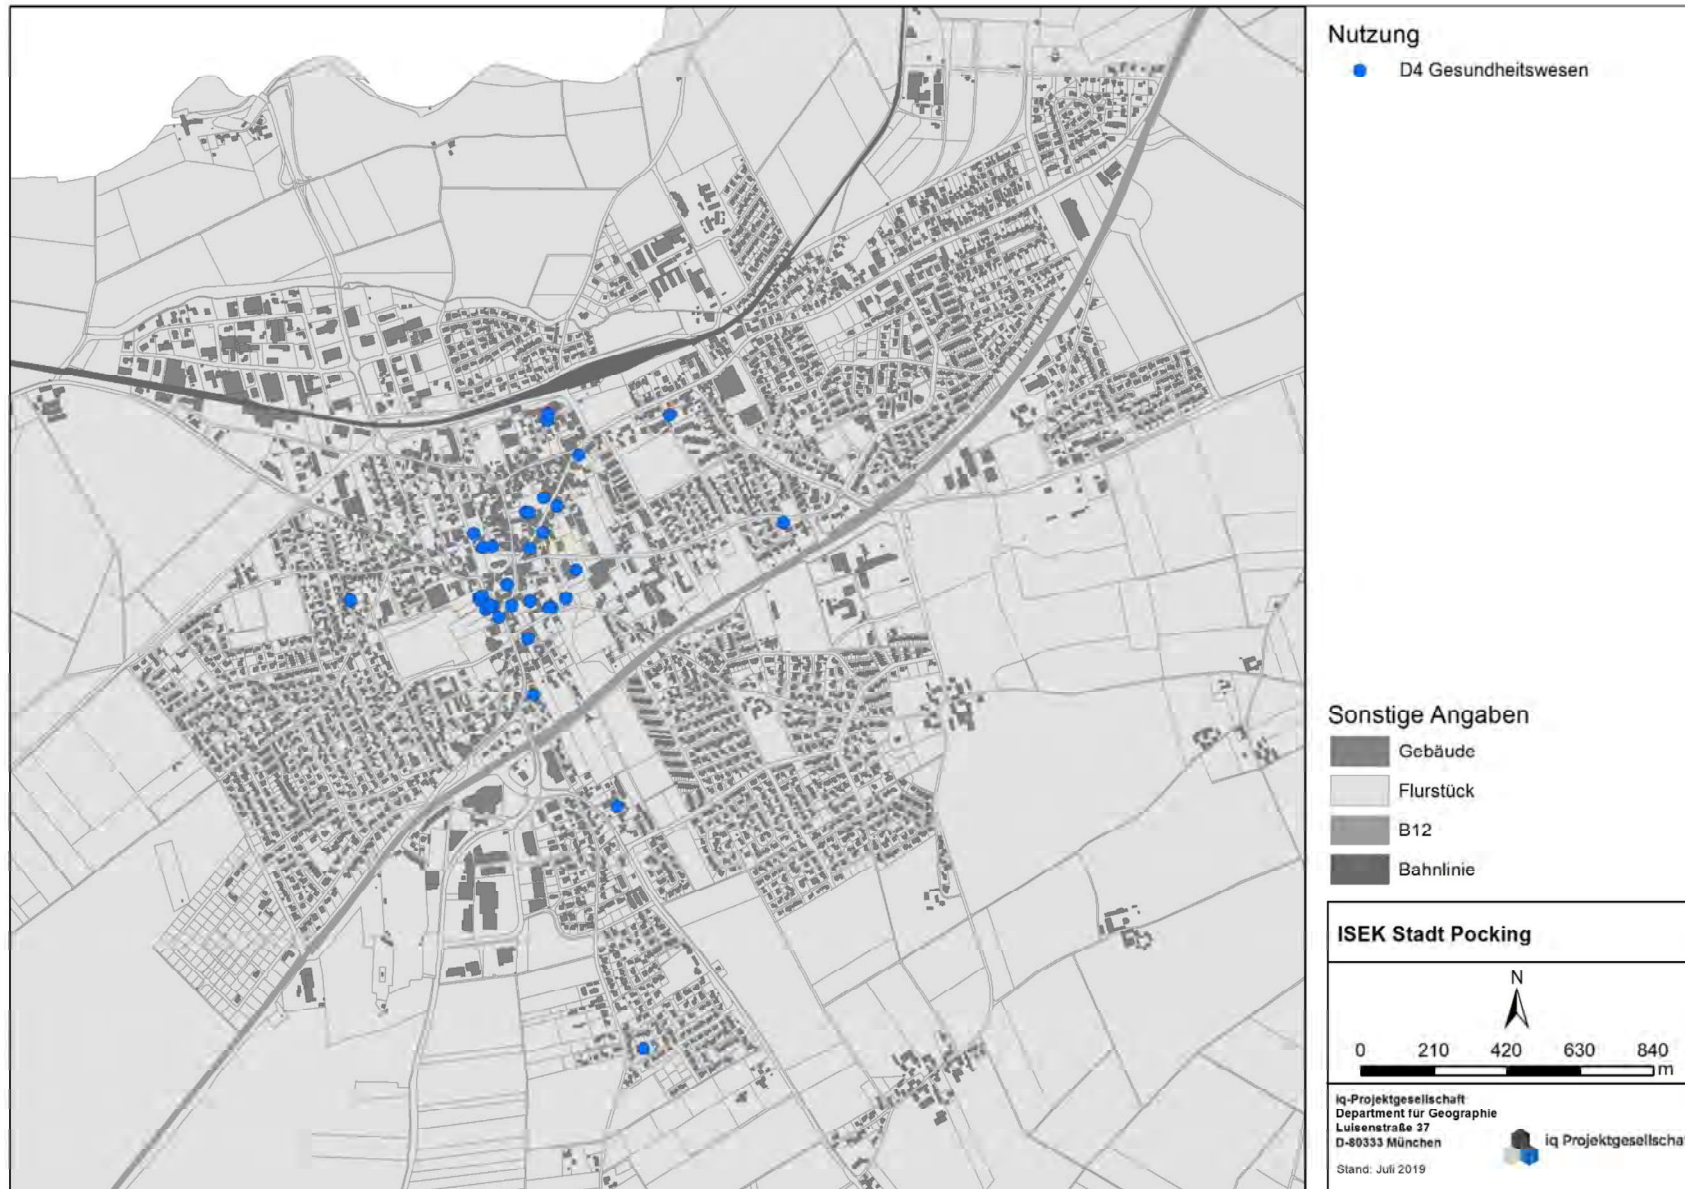 Nutzung
D4 Gesundheitswesen
Sonstige Angaben
Gebäude
Flurstück
B12
Bahnlinie
ISEK Stadt Pocking
N
0 210 420 630 840
m
iq-Projektgesellschaft
Department für Geographie
Luisenstraße 37
D-80333 München
iq Projektgesellscha
Stand: Juli 2019